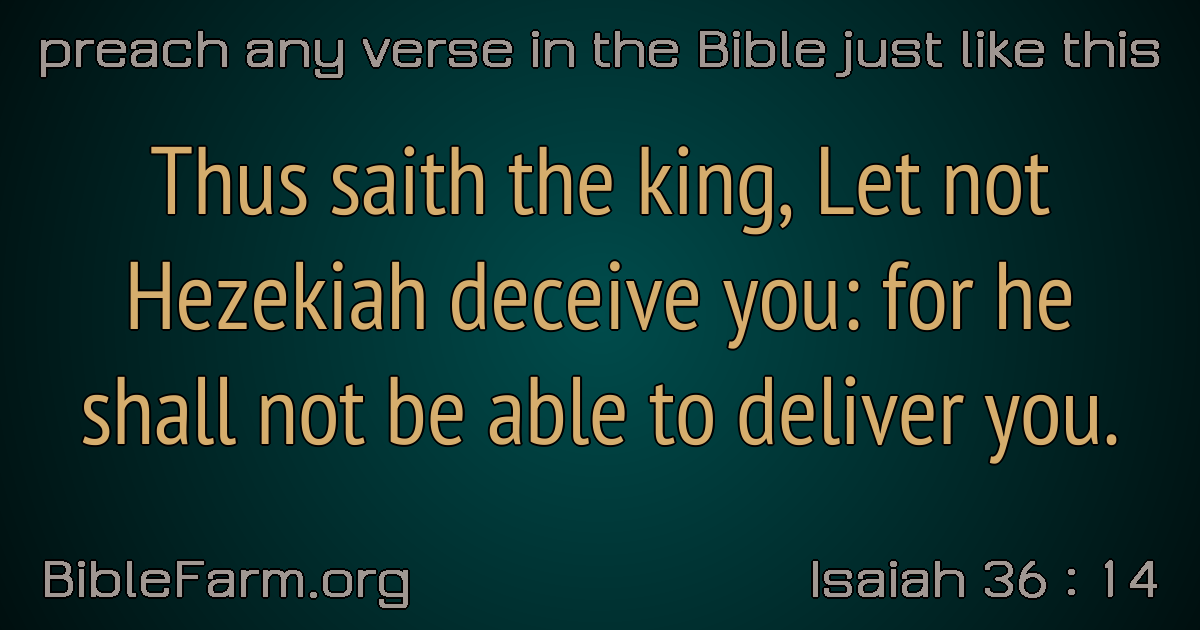 preach any verse in the Bible just like this
Thus saith the king, Let not
Hezekiah deceive you: for he
shall not be able to deliver you.
BibleFarm.org
Isaiah 36 : 14